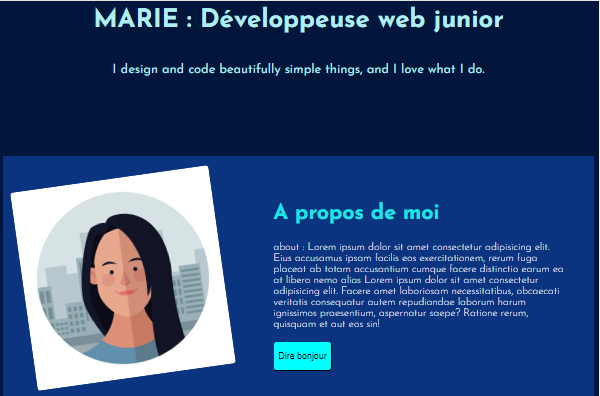 MARIE : Développeuse web junior
I design and code beautifully simple things, and I love what I do.
A propos de moi
about : Lorem ipsum dolor sit amet consectetur adipisicing elit.
Eius accusamus ipsam facilis eos exercitationem, rerum fuga
placeat ab totam accusantium cumque facere distinctio earum ea
at libero nemo alias Lorem ipsum dolor sit amet consectetur
adipisicing elit. Facere amet laboriosam necessitatibus, obcaecati
veritatis consequatur autem repudiandae laborum harum
ignissimos praesentium, aspernatur saepe? Ratione rerum,
quisquam et aut eos sin!
Dire bonjour